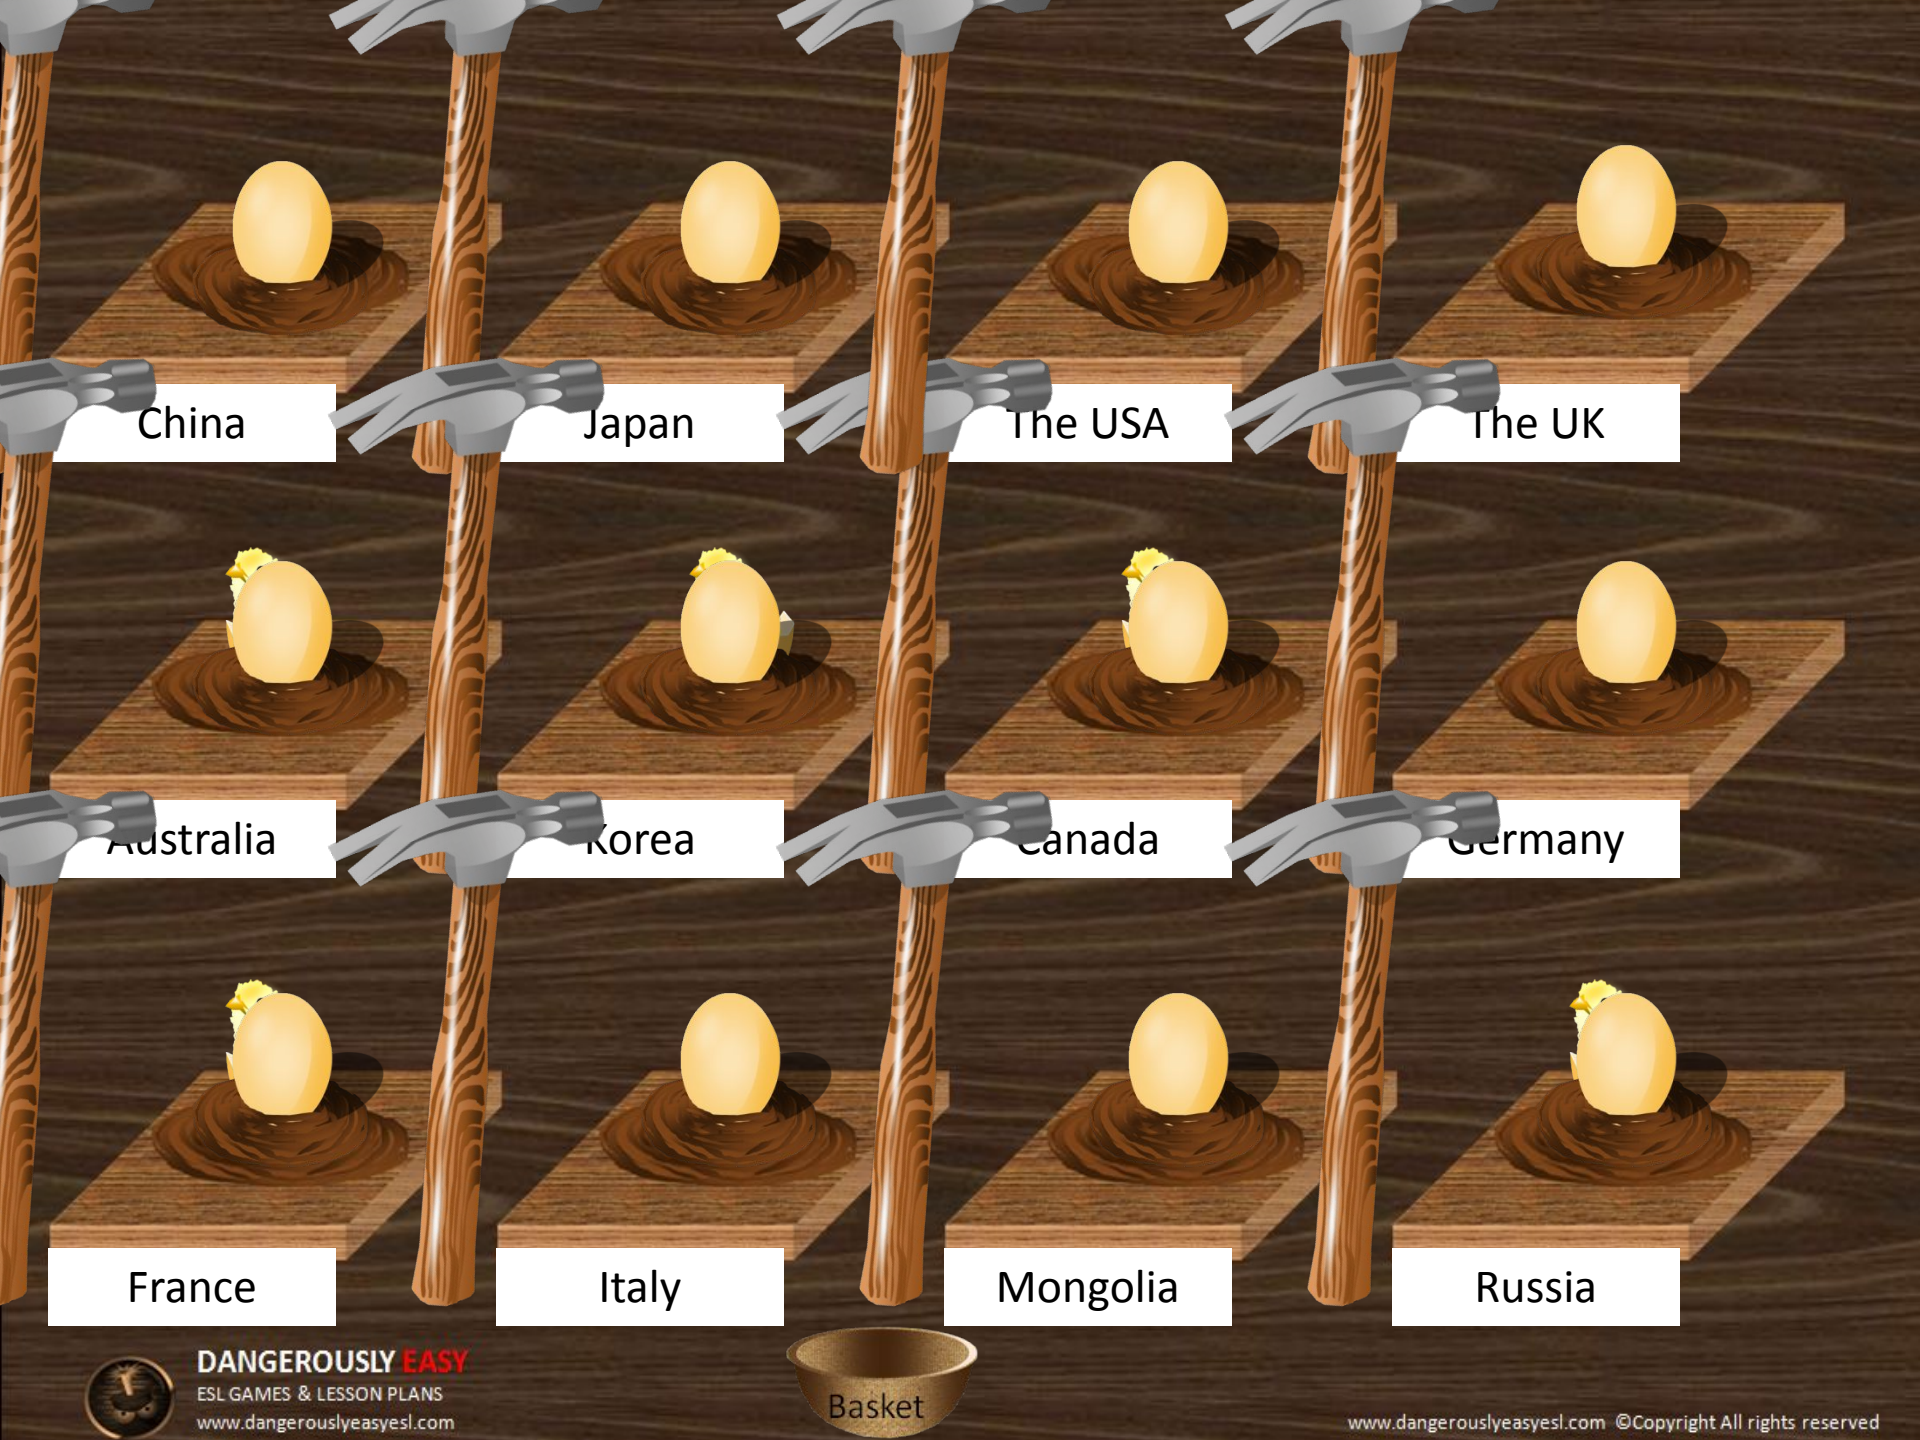 China
Japan
The USA
The UK
Australia
Korea
Canada
Germany
France
Italy
Mongolia
Russia
DANGEROUSLY EASY
ESL GAMES & LESSON PLANS
www.dangerouslyeasyesl.com
Basket
www.dangerouslyeasyesl.com ©Copyright All rights reserved